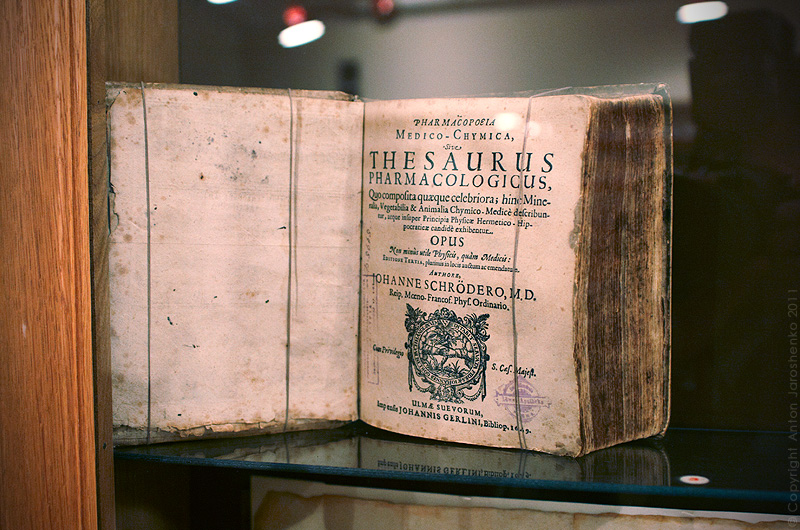 PHARMACOPOEIA
MEDICO-CHYMICA,
sive
THESAURUS
PHARMACOLOGICUS,
Quo composita quæque celebriora; hinc Mine-
ralia, Vegetabilia & Animalia Chymico-Medicè describun-
tur, atque insuper Principia Physicæ Hermetico-Hip-
pocraticæ candidè exhibentur.
OPUS
Non minùs utile Physicis, quàm Medicis:
EDITIONE TERTIA, plurimis in locis auctum ac emendatum.
AUTHORE,
JOHANNE SCHRÖDERO, M.D.
Reip. Mœno-Francof. Phys. Ordinario.
Cum Privilegio
S. Cæs. Majest.
ULMÆ SUEVORUM,
Impensis JOHANNIS GERLINI, Bibliop.
© Copyright Anton Jaroshenko 2011